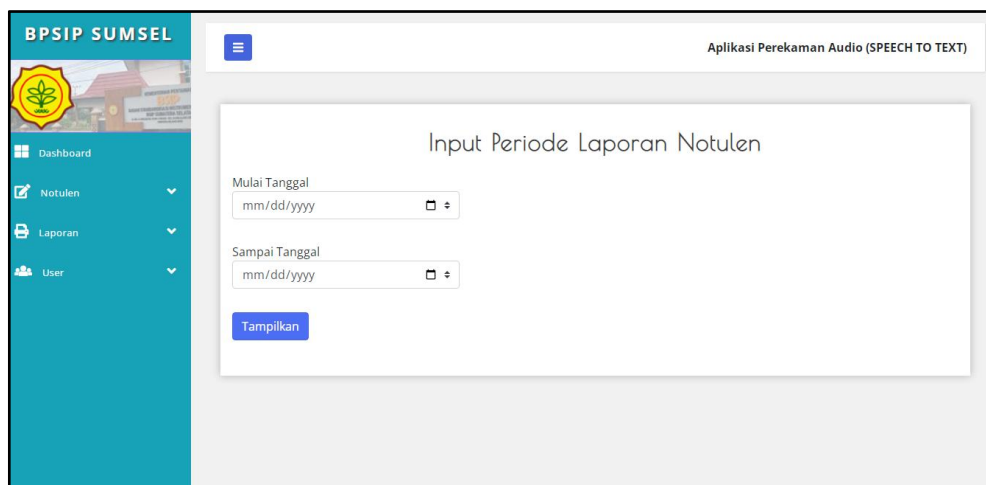 BPSIP SUMSEL
Aplikasi Perekaman Audio (SPEECH TO TEXT)
BSIP
Dashboard
Notulen
Laporan
User
Input Periode Laporan Notulen
Mulai Tanggal
mm/dd/yyyy
Sampai Tanggal
mm/dd/yyyy
Tampilkan